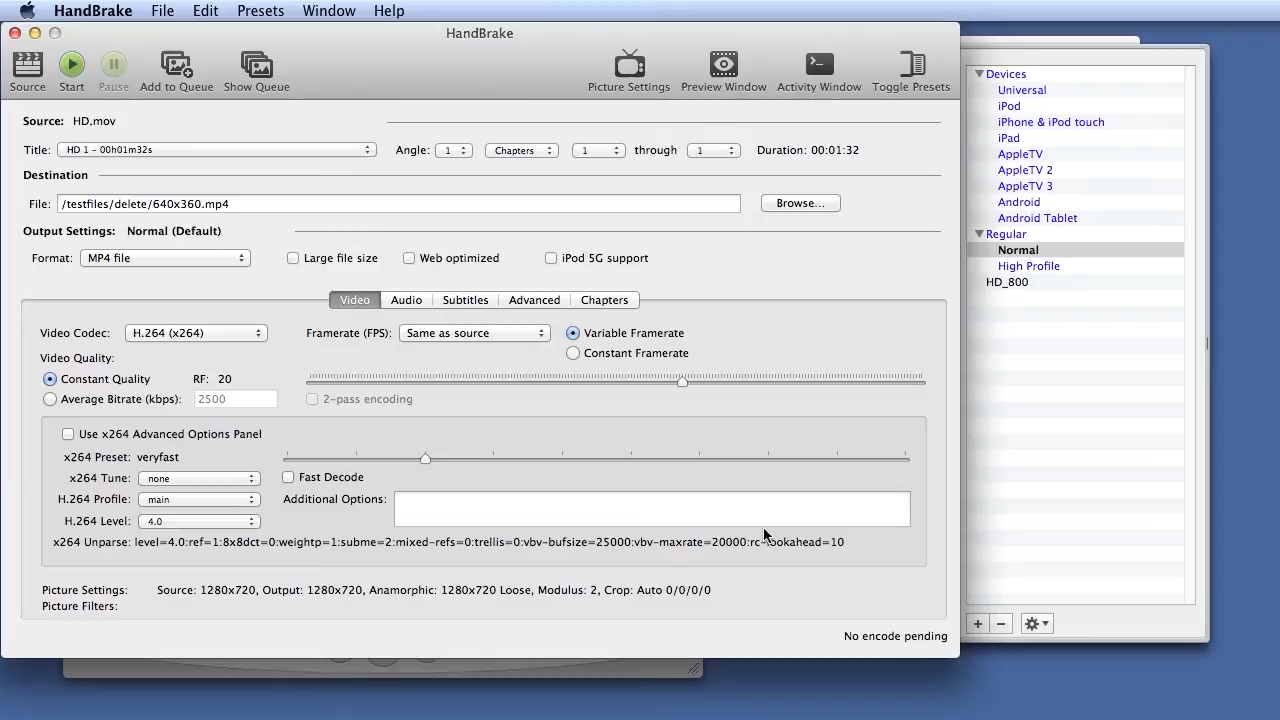 HandBrake File Edit Presets Window Help
HandBrake
Source Start Pause Add to Queue Show Queue Picture Settings Preview Window Activity Window Toggle Presets
Source: HD.mov
Title: HD 1 - 00h01m32s Angle: 1 Chapters 1 through 1 Duration: 00:01:32
Destination
File: /testfiles/delete/640x360.mp4 Browse...
Output Settings: Normal (Default)
Format: MP4 file Large file size Web optimized iPod 5G support
Video Audio Subtitles Advanced Chapters
Video Codec: H.264 (x264) Framerate (FPS): Same as source Variable Framerate
Constant Framerate
Video Quality:
Constant Quality RF: 20
Average Bitrate (kbps): 2500 2-pass encoding
Use x264 Advanced Options Panel
x264 Preset: veryfast
x264 Tune: none Fast Decode
H.264 Profile: main Additional Options:
H.264 Level: 4.0
x264 Unparse: level=4.0:ref=1:8x8dct=0:weightp=1:subme=2:mixed-refs=0:trellis=0:vbv-bufsize=25000:vbv-maxrate=20000:rc-lookahead=10
Picture Settings: Source: 1280x720, Output: 1280x720, Anamorphic: 1280x720 Loose, Modulus: 2, Crop: Auto 0/0/0/0
Picture Filters:
No encode pending
Devices
Universal
iPod
iPhone & iPod touch
iPad
AppleTV
AppleTV 2
AppleTV 3
Android
Android Tablet
Regular
Normal
High Profile
HD_800